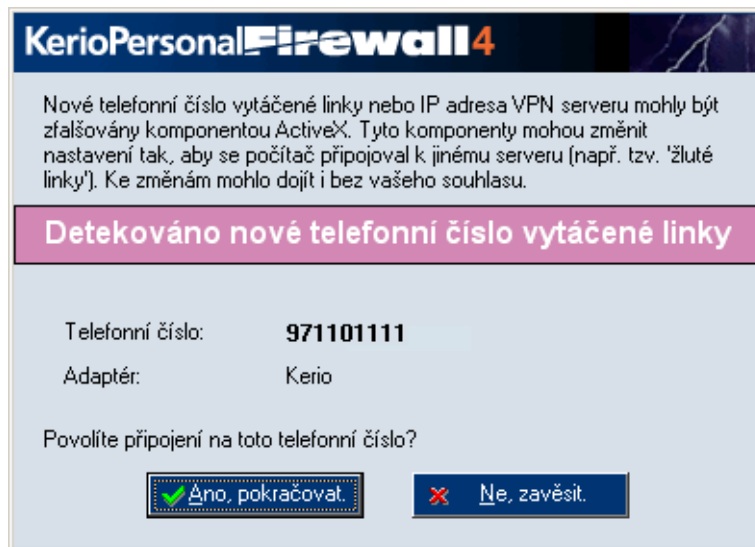 KerioPersonalFirewall4
Nové telefonní číslo vytáčené linky nebo IP adresa VPN serveru mohly být
zfalšovány komponentou ActiveX. Tyto komponenty mohou změnit
nastavení tak, aby se počítač připojoval k jinému serveru (např. tzv. 'žluté
linky'). Ke změnám mohlo dojít i bez vašeho souhlasu.
Detekováno nové telefonní číslo vytáčené linky
Telefonní číslo: 971101111
Adaptér: Kerio
Povolíte připojení na toto telefonní číslo?
Ano, pokračovat. Ne, zavěsit.